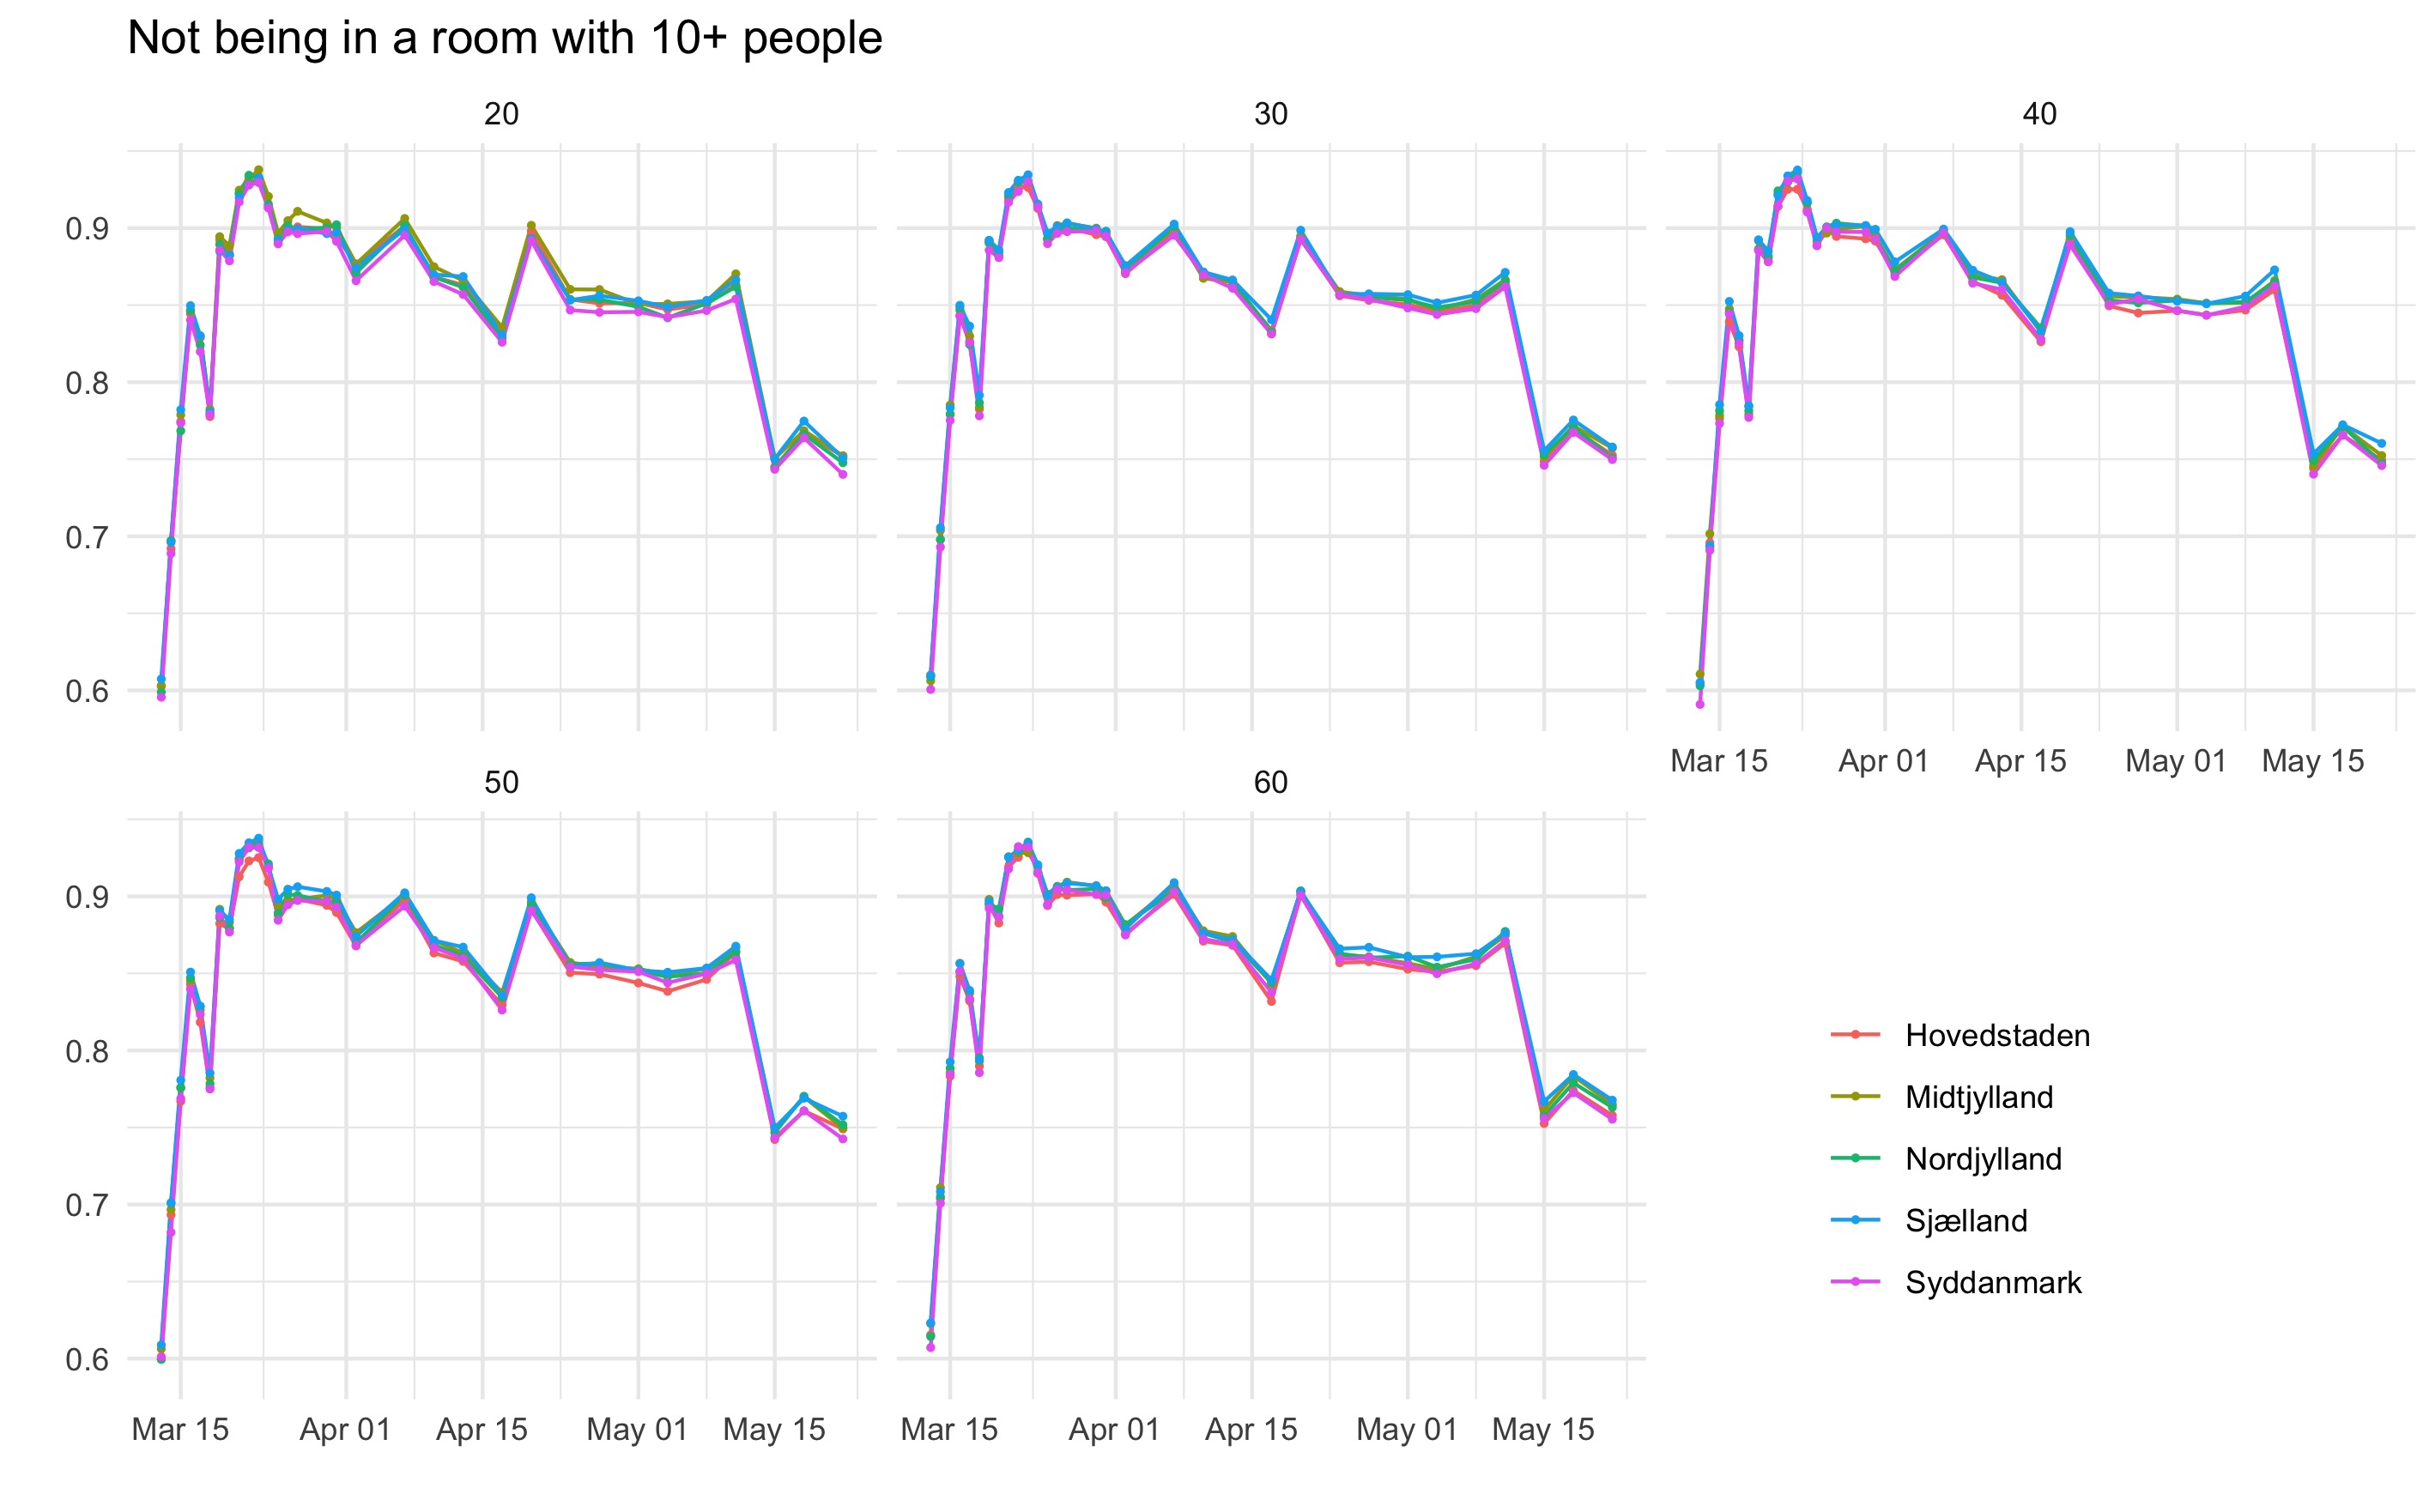 Not being in a room with 10+ people
20
30
40
0.9
0.8
0.7
0.6
Mar 15
Apr 01
Apr 15
May 01
May 15
50
60
0.9
0.8
0.7
0.6
Mar 15
Apr 01
Apr 15
May 01
May 15
Mar 15
Apr 01
Apr 15
May 01
May 15
Hovedstaden
Midtjylland
Nordjylland
Sjælland
Syddanmark